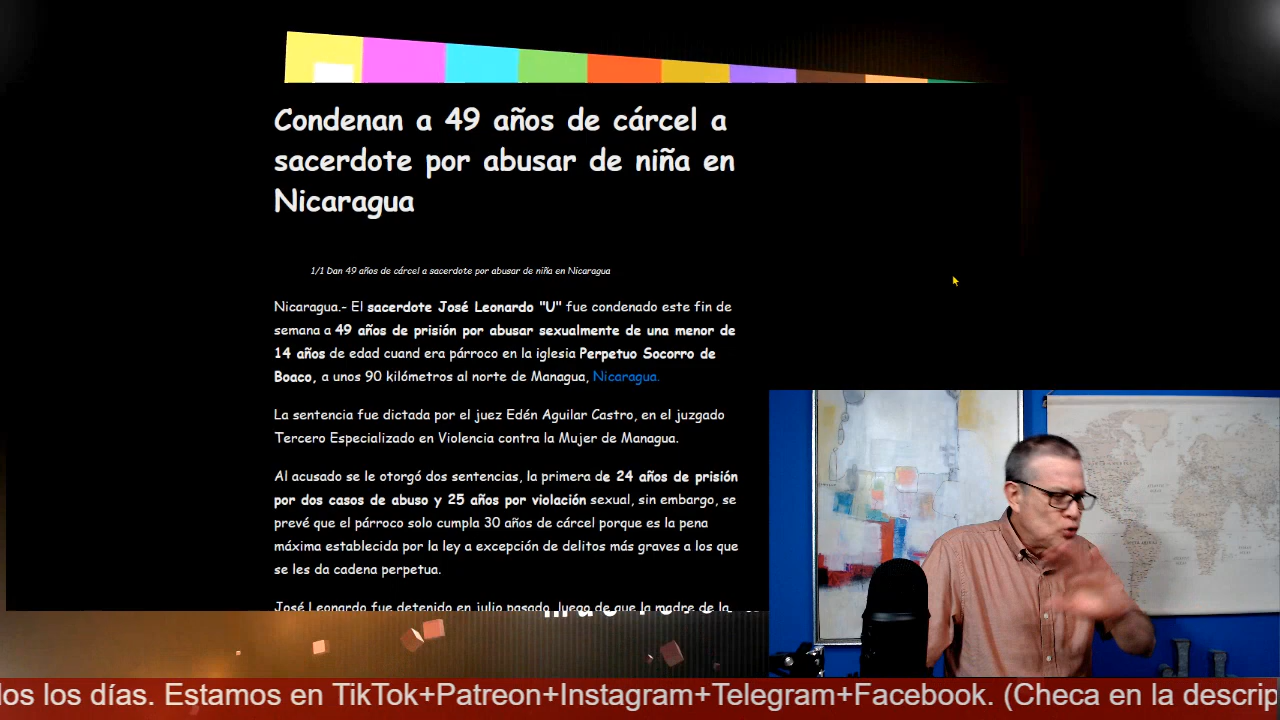 Condenan a 49 años de cárcel a
sacerdote por abusar de niña en
Nicaragua
1/1 Dan 49 años de cárcel a sacerdote por abusar de niña en Nicaragua
Nicaragua.- El sacerdote José Leonardo "U" fue condenado este fin de
semana a 49 años de prisión por abusar sexualmente de una menor de
14 años de edad cuand era párroco en la iglesia Perpetuo Socorro de
Boaco, a unos 90 kilómetros al norte de Managua, Nicaragua.
La sentencia fue dictada por el juez Edén Aguilar Castro, en el juzgado
Tercero Especializado en Violencia contra la Mujer de Managua.
Al acusado se le otorgó dos sentencias, la primera de 24 años de prisión
por dos casos de abuso y 25 años por violación sexual, sin embargo, se
prevé que el párroco solo cumpla 30 años de cárcel porque es la pena
máxima establecida por la ley a excepción de delitos más graves a los que
se les da cadena perpetua.
José Leonardo fue detenido en julio pasado, luego de que la madre de la
los los días. Estamos en TikTok+Patreon+Instagram+Telegram+Facebook. (Checa en la descrip